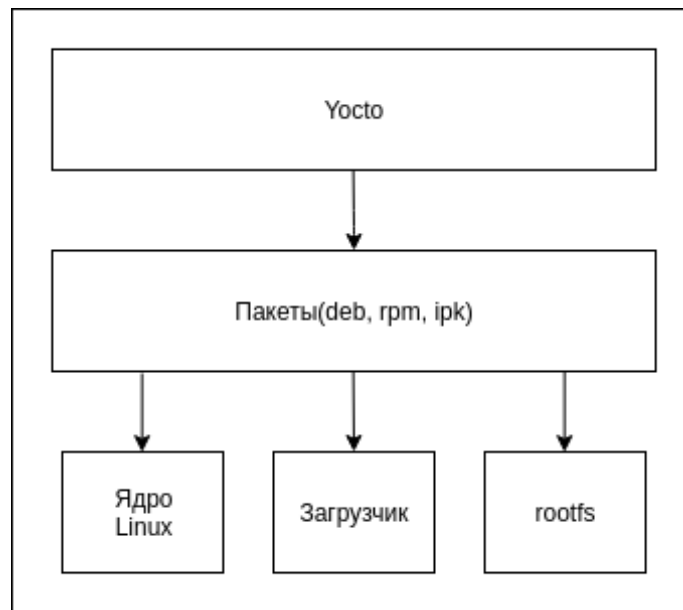 Yocto
Пакеты(deb, rpm, ipk)
Ядро
Linux
Загрузчик
rootfs